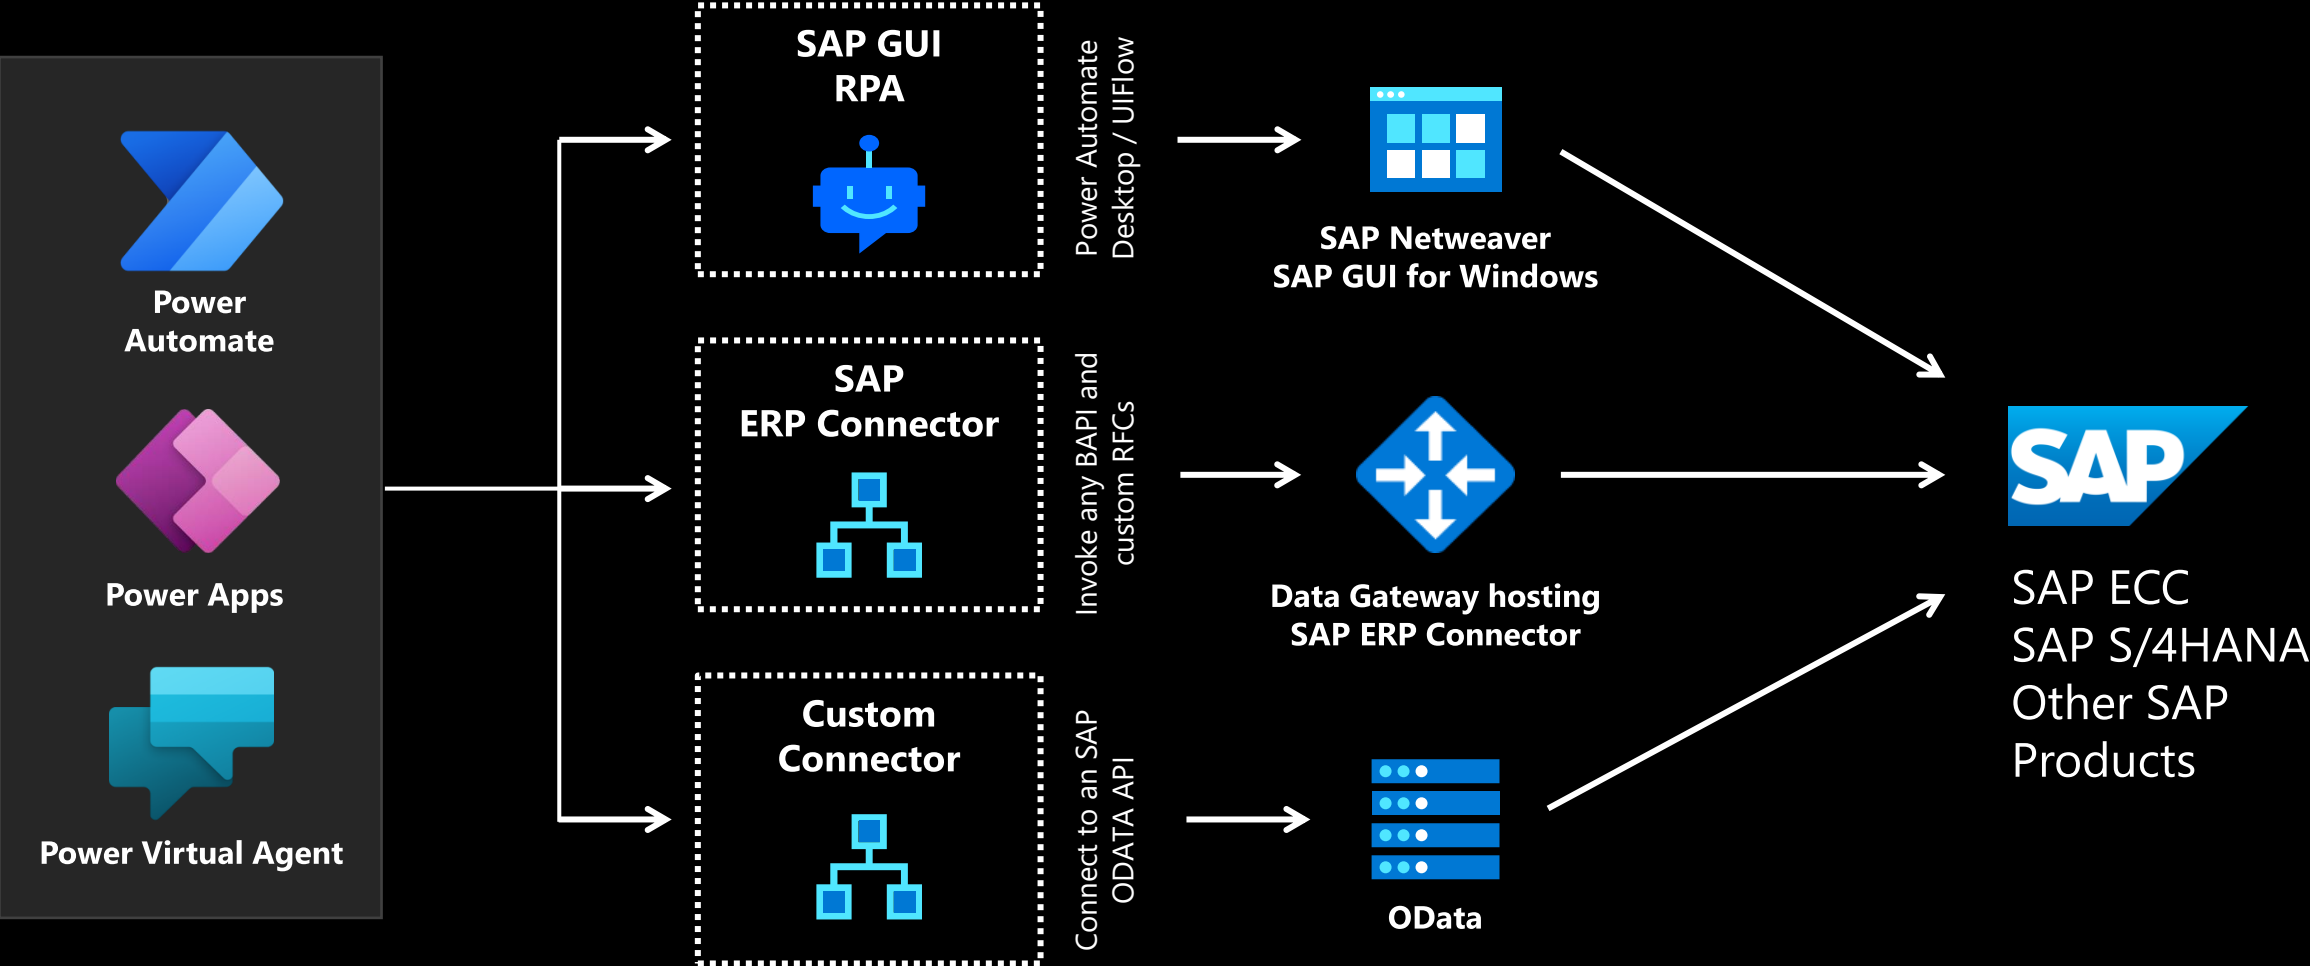 Power
Automate
Power Apps
Power Virtual Agent
SAP GUI
RPA
Power Automate
Desktop / UIFlow
SAP Netweaver
SAP GUI for Windows
SAP
ERP Connector
Invoke any BAPI and
custom RFCs
Data Gateway hosting
SAP ERP Connector
Custom
Connector
Connect to an SAP
ODATA API
OData
SAP
SAP ECC
SAP S/4HANA
Other SAP
Products